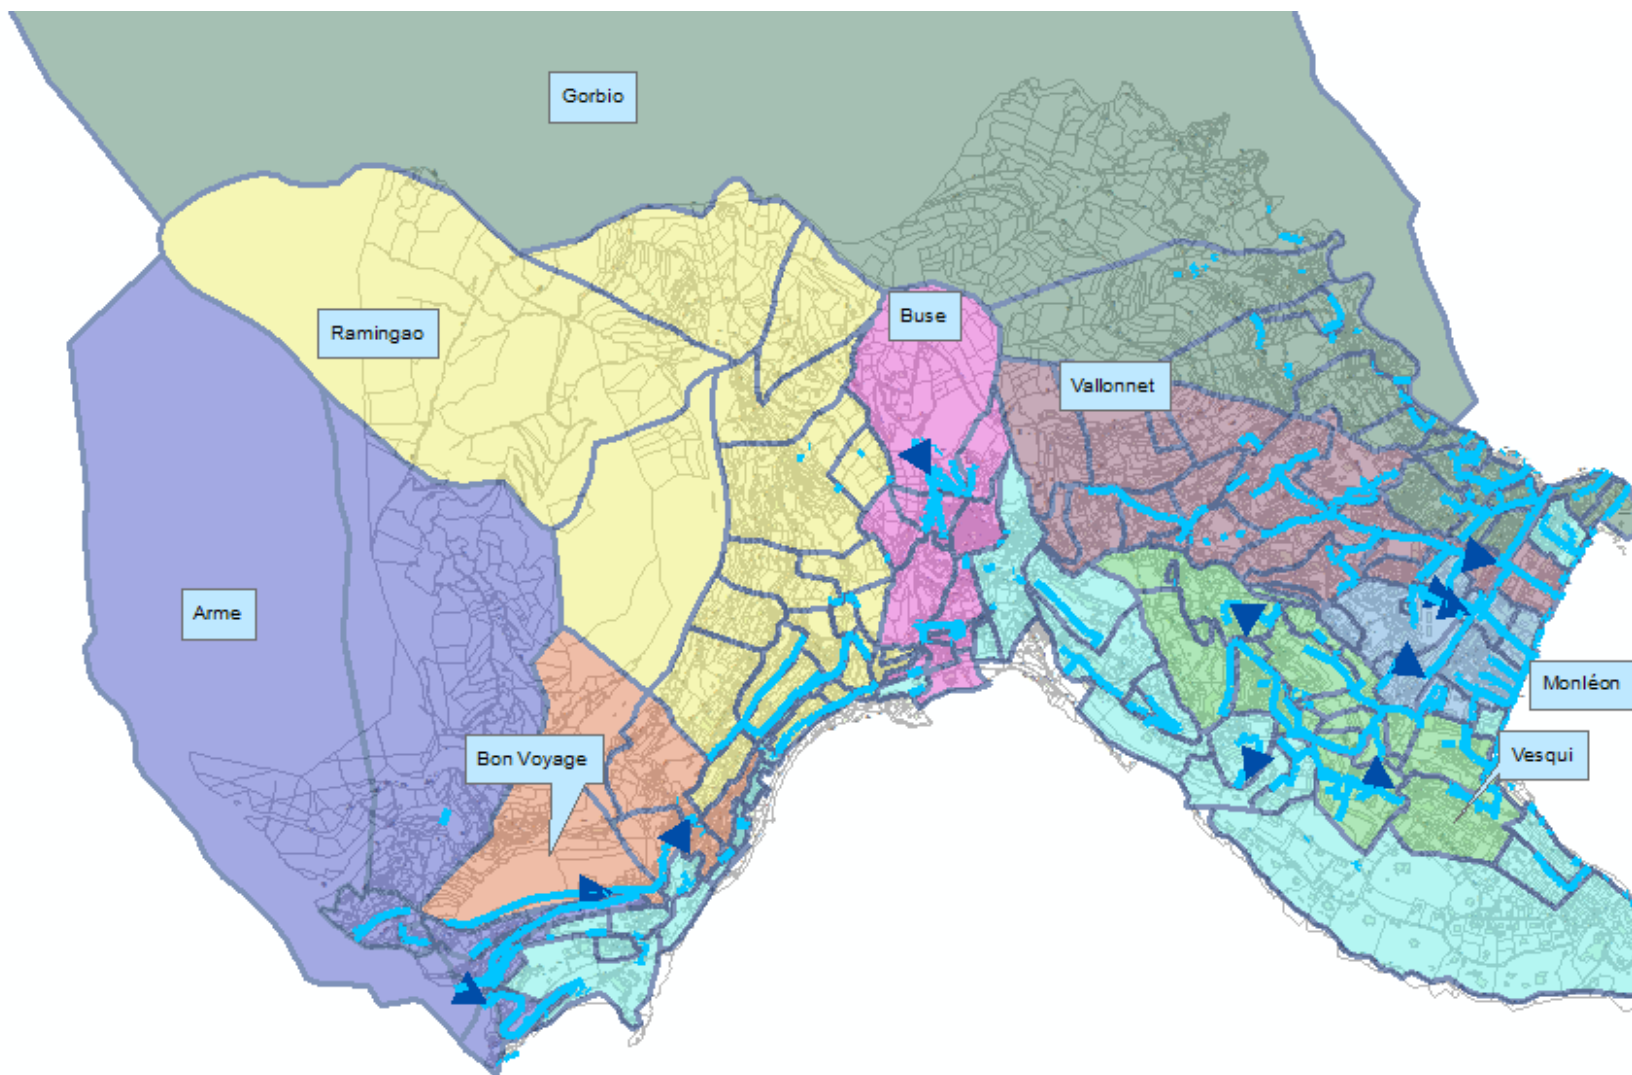 Gorbio
Buse
Ramingao
Vallonnet
Arme
Monléon
Bon Voyage
Vesqui